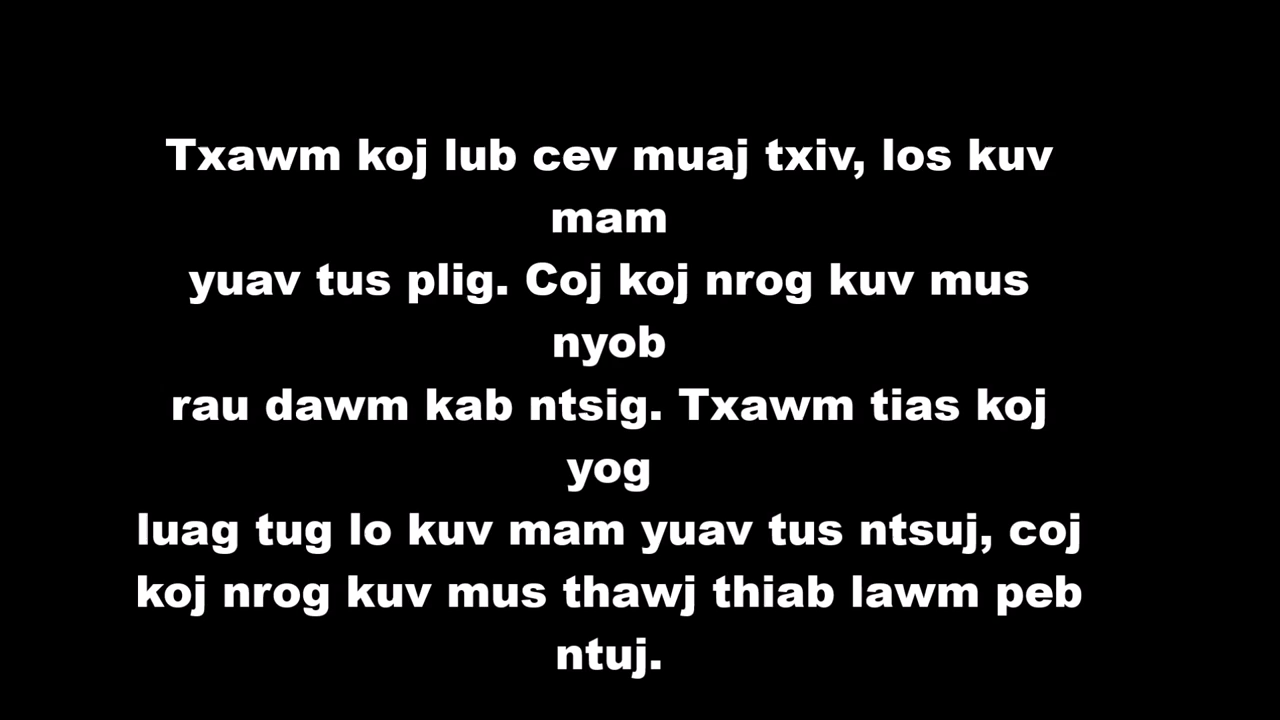 Txawm koj lub cev muaj txiv, los kuv
mam
yuav tus plig. Coj koj nrog kuv mus
nyob
rau dawm kab ntsig. Txawm tias koj
yog
luag tug lo kuv mam yuav tus ntsuj, coj
koj nrog kuv mus thawj thiab lawm peb
ntuj.